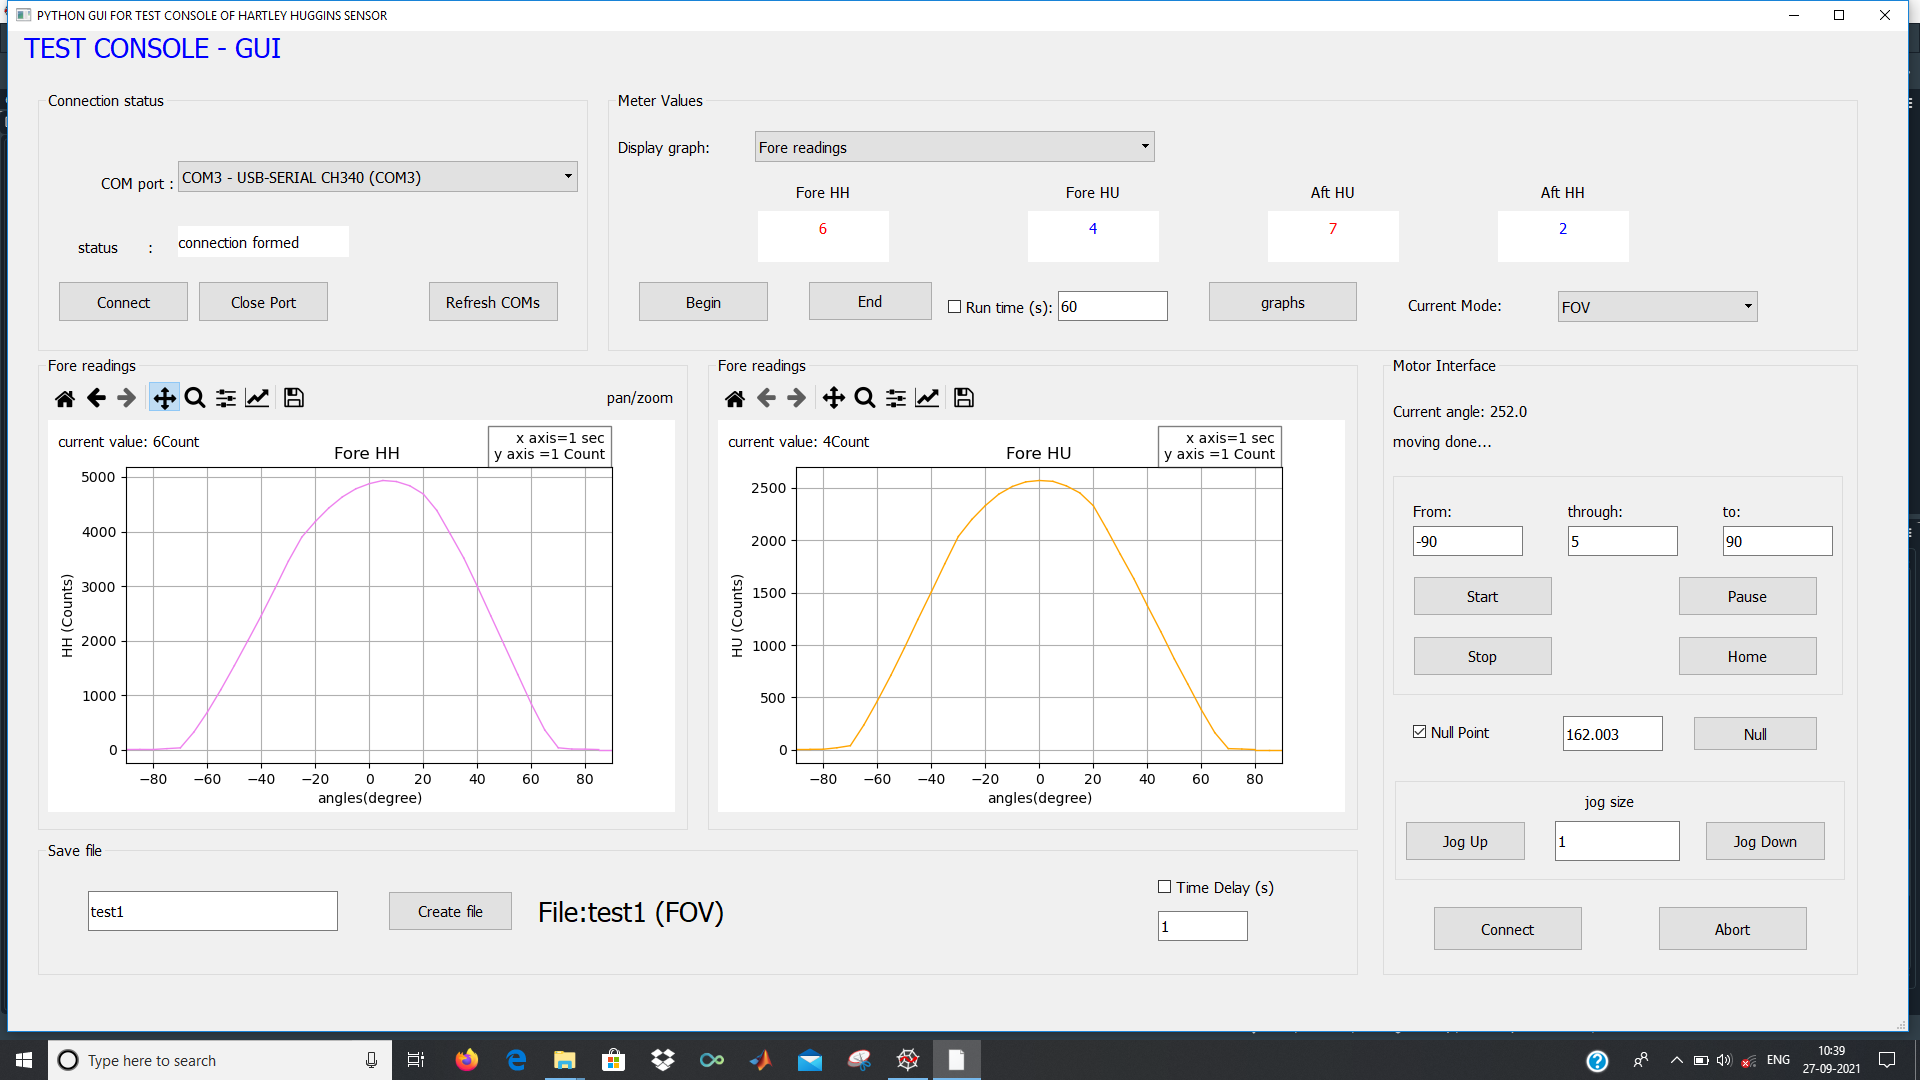 PYTHON GUI FOR TEST CONSOLE OF HARTLEY HUGGINS SENSOR
TEST CONSOLE - GUI
Connection status
COM port : COM3 - USB-SERIAL CH340 (COM3)
status : connection formed
Connect Close Port Refresh COMs
Meter Values
Display graph: Fore readings
Fore HH Fore HU Aft HU Aft HH
6 4 7 2
Begin End Run time (s): 60 graphs Current Mode: FOV
Fore readings
pan/zoom
current value: 6Count
x axis=1 sec
y axis =1 Count
Fore HH
5000
4000
3000
2000
1000
0
HH (Counts)
−80 −60 −40 −20 0 20 40 60 80
angles(degree)
Fore readings
current value: 4Count
x axis=1 sec
y axis =1 Count
Fore HU
2500
2000
1500
1000
500
0
HU (Counts)
−80 −60 −40 −20 0 20 40 60 80
angles(degree)
Motor Interface
Current angle: 252.0
moving done...
From: through: to:
-90 5 90
Start Pause
Stop Home
Null Point 162.003 Null
jog size
Jog Up 1 Jog Down
Connect Abort
Save file
test1 Create file File:test1 (FOV)
Time Delay (s)
1
Type here to search
ENG
10:39
27-09-2021